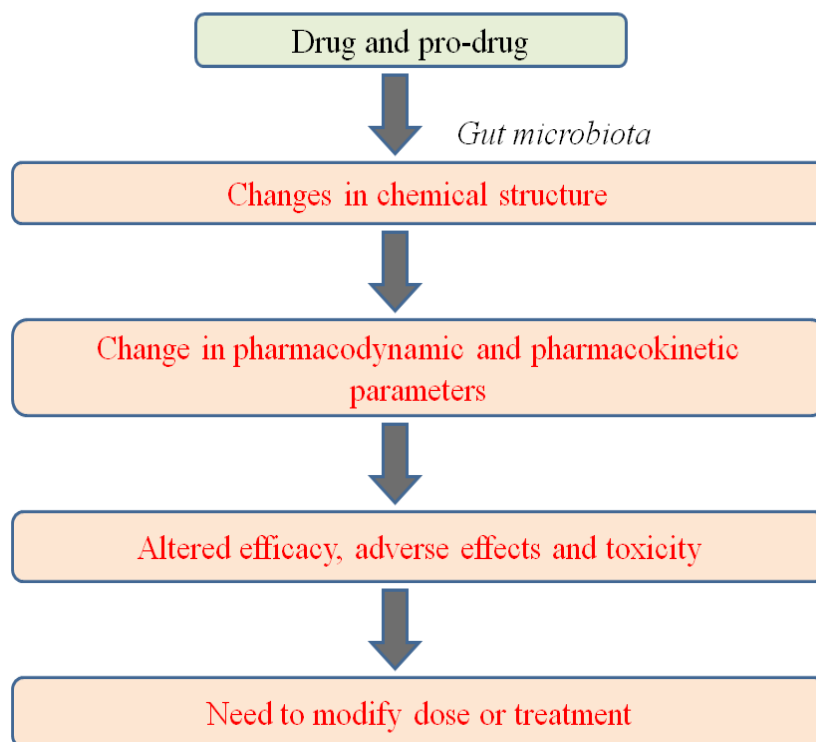 Drug and pro-drug
Gut microbiota
Changes in chemical structure
Change in pharmacodynamic and pharmacokinetic
parameters
Altered efficacy, adverse effects and toxicity
Need to modify dose or treatment